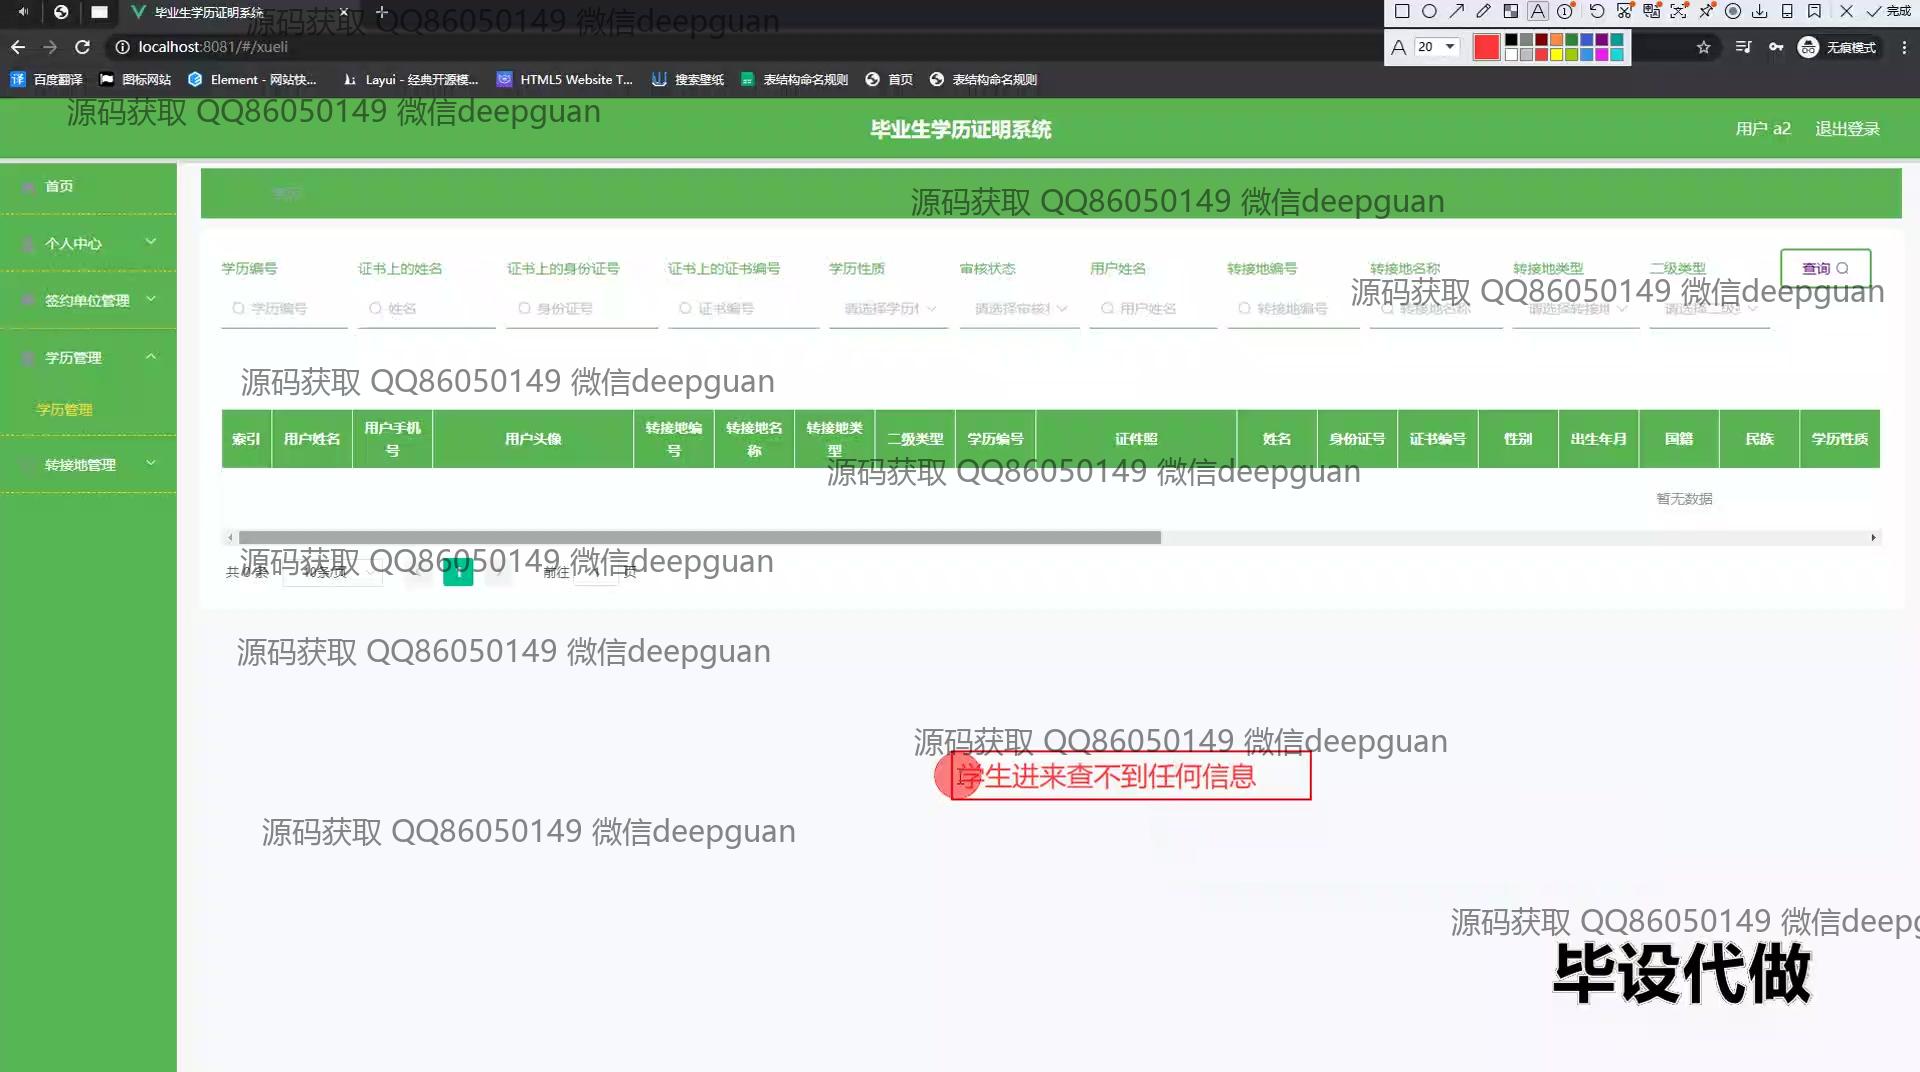 毕业生学历证明系统
源码获取 QQ86050149 微信deepguan
完成
localhost:8081/#/xueli
20
无痕模式
百度翻译
图标网站
Element - 网站快...
Layui - 经典开源模...
HTML5 Website T...
搜索壁纸
表结构命名规则
首页
表结构命名规则
源码获取 QQ86050149 微信deepguan
毕业生学历证明系统
用户 a2
退出登录
首页
个人中心
签约单位管理
学历管理
学历管理
转接地管理
学历
源码获取 QQ86050149 微信deepguan
学历编号
证书上的姓名
证书上的身份证号
证书上的证书编号
学历性质
审核状态
用户姓名
转接地编号
转接地名称
转接地类型
二级类型
查询
源码获取 QQ86050149 微信deepguan
学历编号
姓名
身份证号
证书编号
请选择学历
请选择审核
用户姓名
转接地编号
转接地名称
请选择转接地
请选择二级
源码获取 QQ86050149 微信deepguan
索引
用户姓名
用户手机号
用户头像
转接地编号
转接地名称
转接地类型
二级类型
学历编号
证件照
姓名
身份证号
证书编号
性别
出生年月
国籍
民族
学历性质
源码获取 QQ86050149 微信deepguan
暂无数据
源码获取 QQ86050149 微信deepguan
共 0 条
10条/页
1
前往
1
页
源码获取 QQ86050149 微信deepguan
源码获取 QQ86050149 微信deepguan
学生进来查不到任何信息
源码获取 QQ86050149 微信deepguan
源码获取 QQ86050149 微信deepg
毕设代做